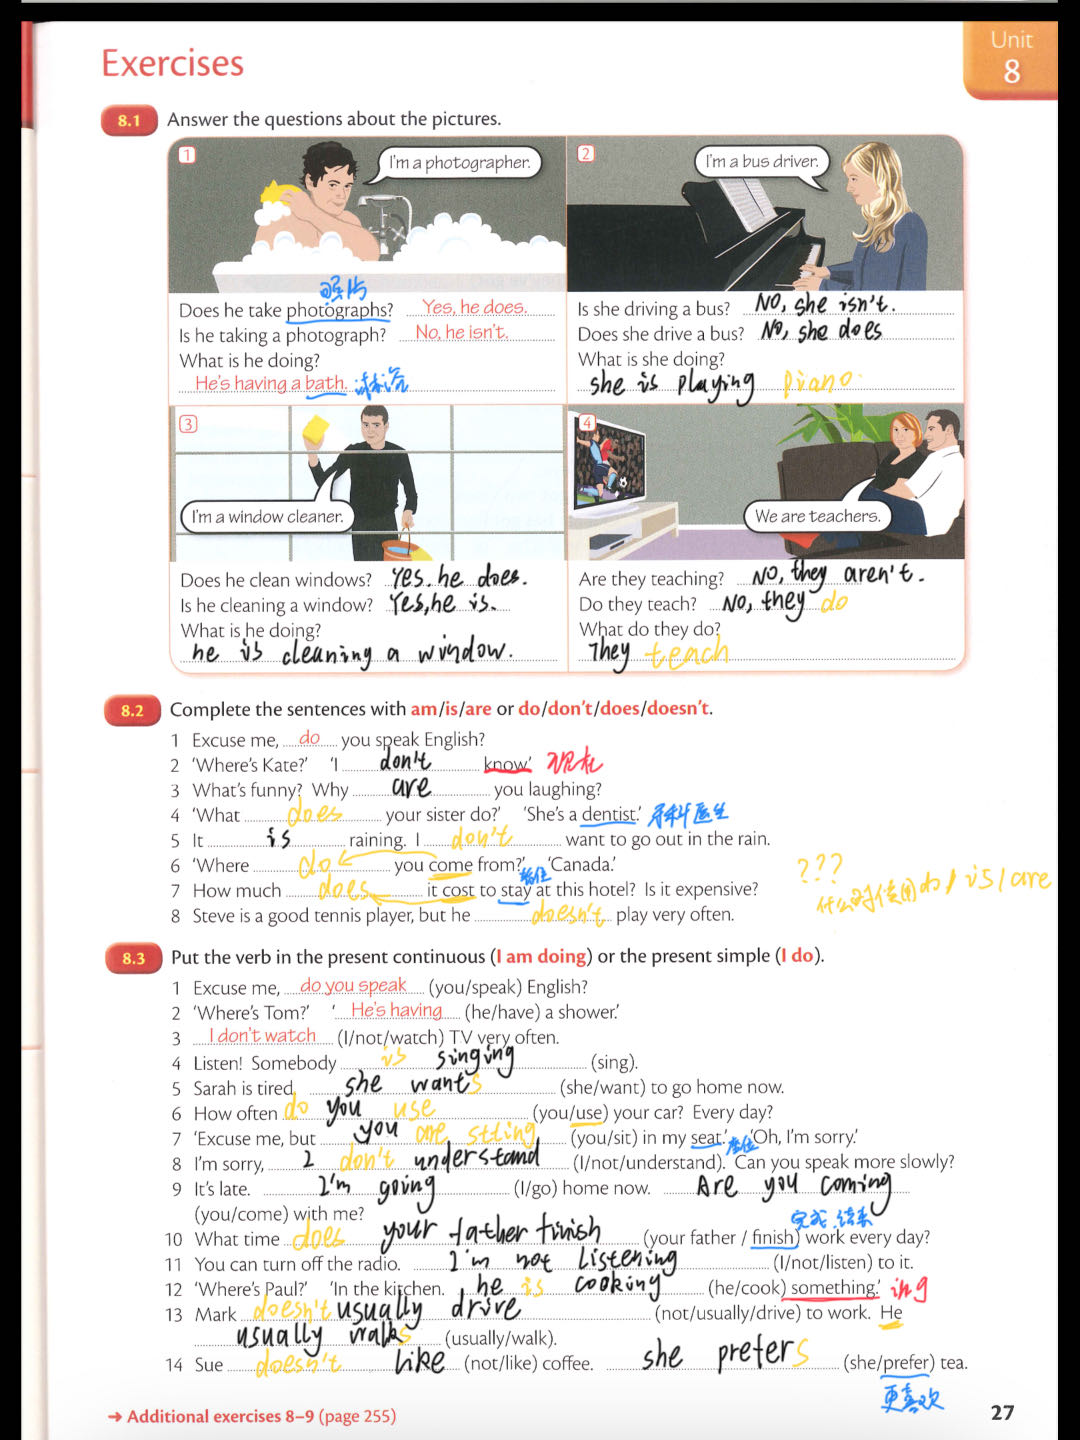 Exercises
Unit
8
8.1 Answer the questions about the pictures.
1
I'm a photographer.
照片
Does he take photographs? Yes, he does.
Is he taking a photograph? No, he isn't.
What is he doing?
He's having a bath. 沐浴
2
I'm a bus driver.
Is she driving a bus? No, she isn't.
Does she drive a bus? No, she does
What is she doing?
she is playing piano.
3
I'm a window cleaner.
Does he clean windows? Yes. he does.
Is he cleaning a window? Yes, he is.
What is he doing?
he is cleaning a window.
4
We are teachers.
Are they teaching? No, they aren't.
Do they teach? No, they do
What do they do?
They teach
8.2 Complete the sentences with am/is/are or do/don't/does/doesn't.
1 Excuse me, do you speak English?
2 'Where's Kate?' 'I don't know.' 现在
3 What's funny? Why are you laughing?
4 'What does your sister do?' 'She's a dentist.' 牙科医生
5 It is raining. I don't want to go out in the rain.
6 'Where do you come from?' 'Canada.'
暂住
7 How much does it cost to stay at this hotel? Is it expensive?
8 Steve is a good tennis player, but he doesn't play very often.
???
什么时候使用do / is / are
8.3 Put the verb in the present continuous (I am doing) or the present simple (I do).
1 Excuse me, do you speak (you/speak) English?
2 'Where's Tom?' 'He's having (he/have) a shower.'
3 I don't watch (I/not/watch) TV very often.
4 Listen! Somebody is singing (sing).
5 Sarah is tired. she wants (she/want) to go home now.
6 How often do you use (you/use) your car? Every day?
7 'Excuse me, but you are stting (you/sit) in my seat.' 座位 'Oh, I'm sorry.'
8 I'm sorry, I don't understand (I/not/understand). Can you speak more slowly?
9 It's late. I'm going (I/go) home now. Are you coming
(you/come) with me?
完成 结束
10 What time does your father finish (your father / finish) work every day?
11 You can turn off the radio. I'm not listening (I/not/listen) to it.
12 'Where's Paul?' 'In the kitchen. he is cooking (he/cook) something.' ing
13 Mark doesn't usually drive (not/usually/drive) to work. He
usually walks (usually/walk).
14 Sue doesn't like (not/like) coffee. she prefers (she/prefer) tea.
更喜欢
➜ Additional exercises 8–9 (page 255)
27